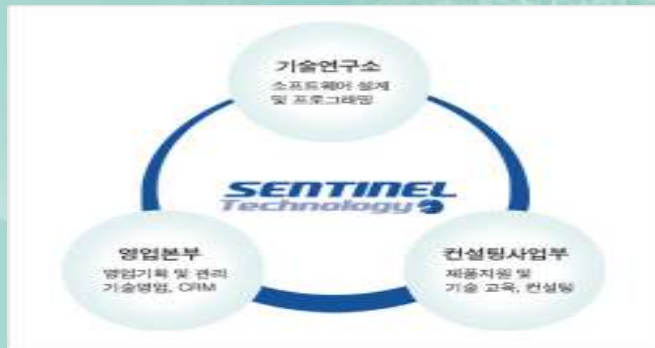 기술연구소
소프트웨어 설계
및 프로그래밍
SENTINEL
Technology
영업본부
영업기획 및 관리
기술영업, CRM
컨설팅사업부
제품지원 및
기술 교육, 컨설팅